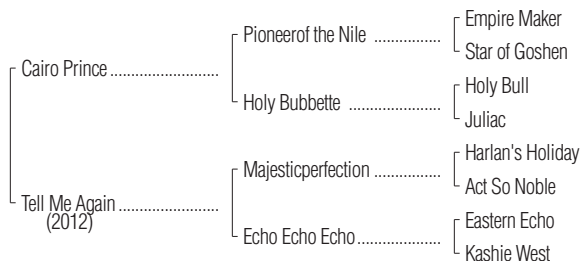 Empire Maker
Pioneerof the Nile ..................
Star of Goshen
Cairo Prince ........................
Holy Bull
Holy Bubbette .....................
Juliac
Harlan's Holiday
Majesticperfection ................
Act So Noble
Tell Me Again ......................
(2012)
Eastern Echo
Echo Echo Echo ..................
Kashie West